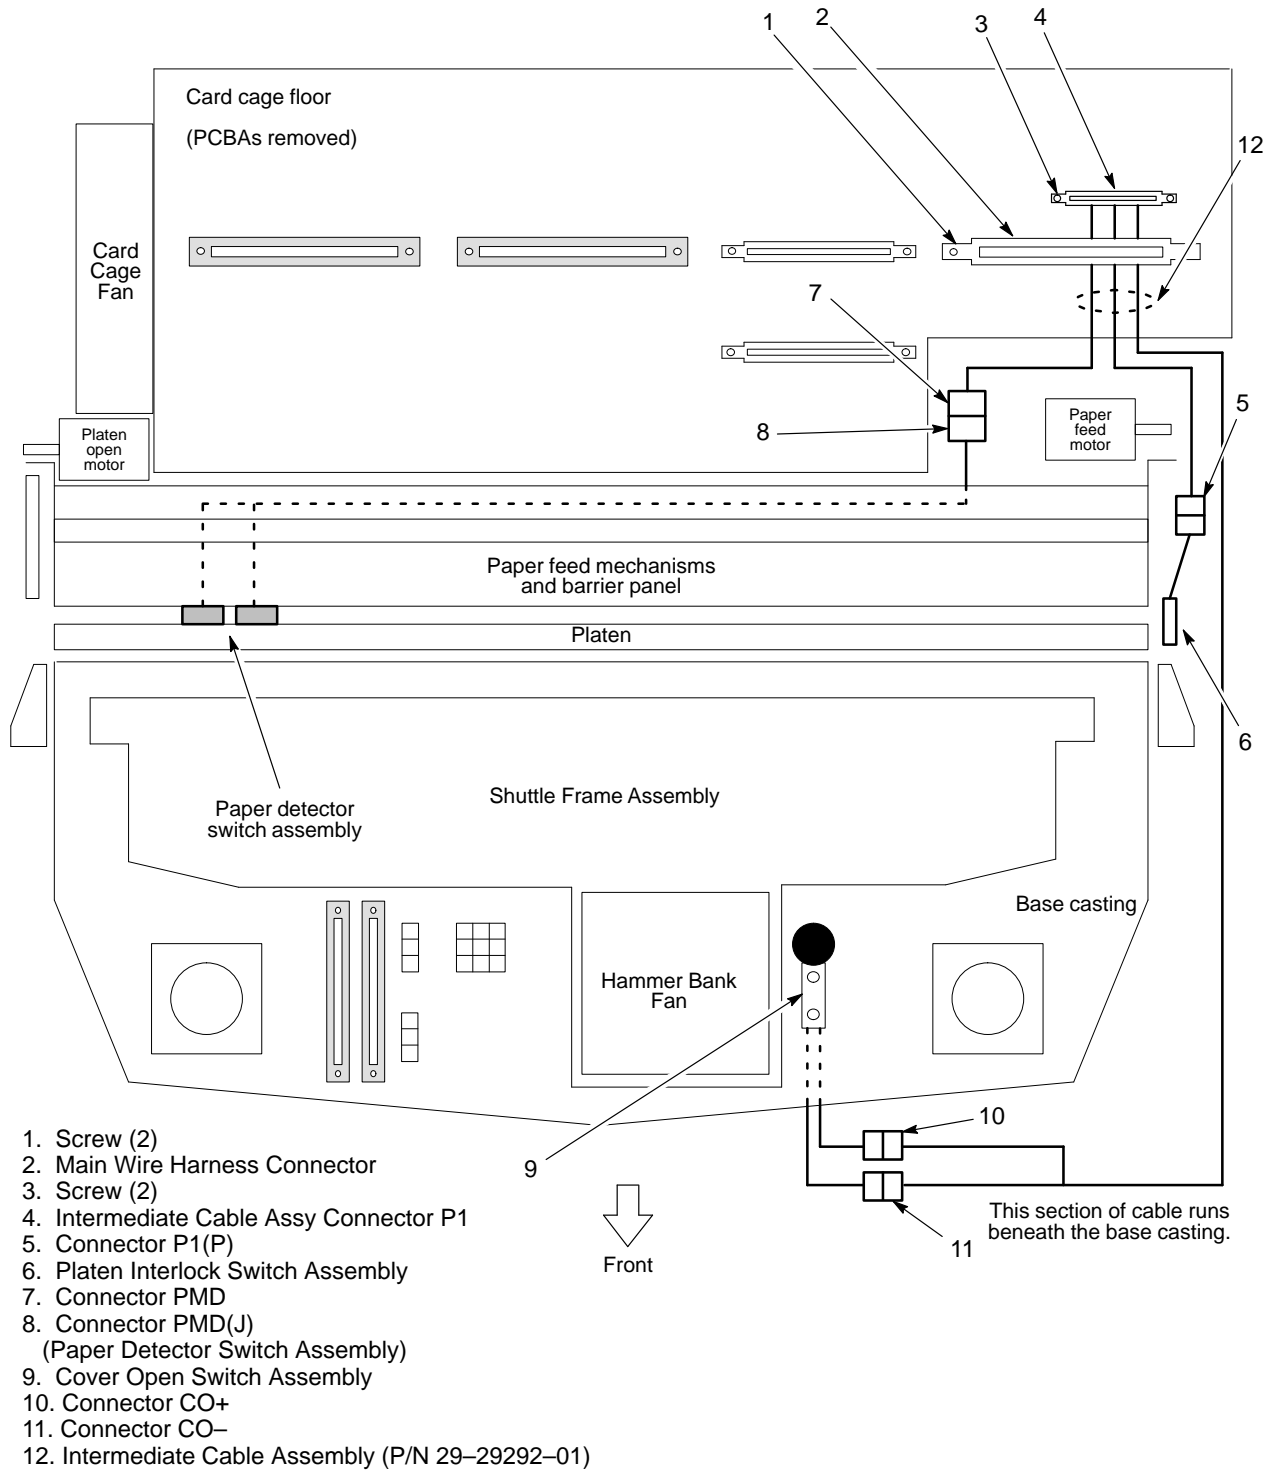 1
2
3
4
Card cage floor
(PCBAs removed)
12
Card
Cage
Fan
7
Platen
open
motor
8
Paper
feed
motor
5
Paper feed mechanisms
and barrier panel
Platen
6
Paper detector
switch assembly
Shuttle Frame Assembly
Base casting
Hammer Bank
Fan
10
9
11
This section of cable runs
beneath the base casting.
Front
1. Screw (2)
2. Main Wire Harness Connector
3. Screw (2)
4. Intermediate Cable Assy Connector P1
5. Connector P1(P)
6. Platen Interlock Switch Assembly
7. Connector PMD
8. Connector PMD(J)
(Paper Detector Switch Assembly)
9. Cover Open Switch Assembly
10. Connector CO+
11. Connector CO–
12. Intermediate Cable Assembly (P/N 29–29292–01)